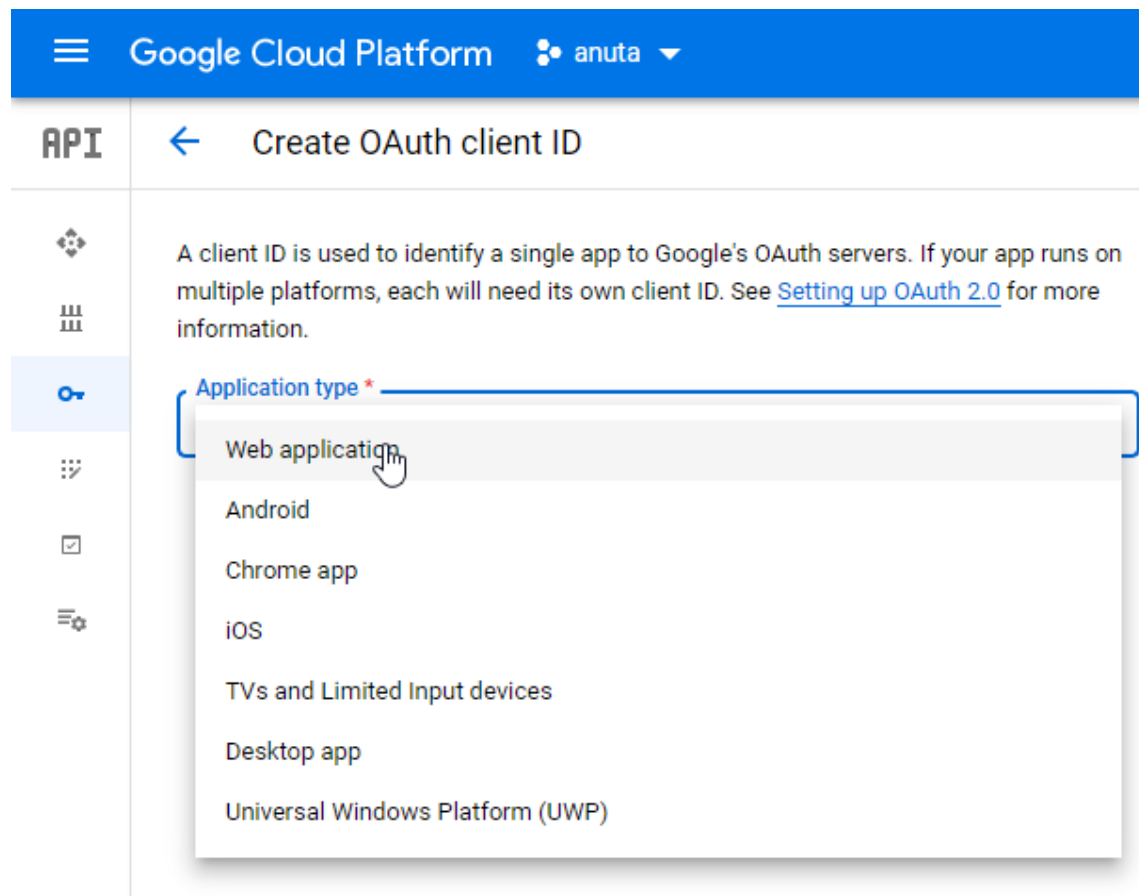 Google Cloud Platform anuta
API Create OAuth client ID
A client ID is used to identify a single app to Google's OAuth servers. If your app runs on
multiple platforms, each will need its own client ID. See Setting up OAuth 2.0 for more
information.
Application type *
Web application
Android
Chrome app
iOS
TVs and Limited Input devices
Desktop app
Universal Windows Platform (UWP)